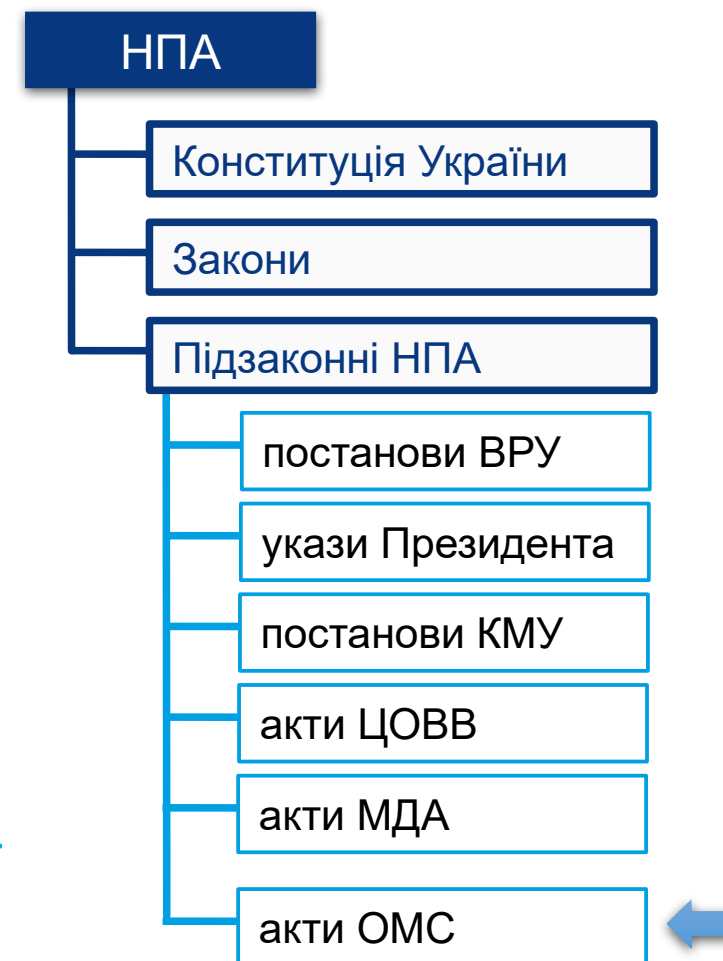 НПА
Конституція України
Закони
Підзаконні НПА
постанови ВРУ
укази Президента
постанови КМУ
акти ЦОВВ
акти МДА
акти ОМС